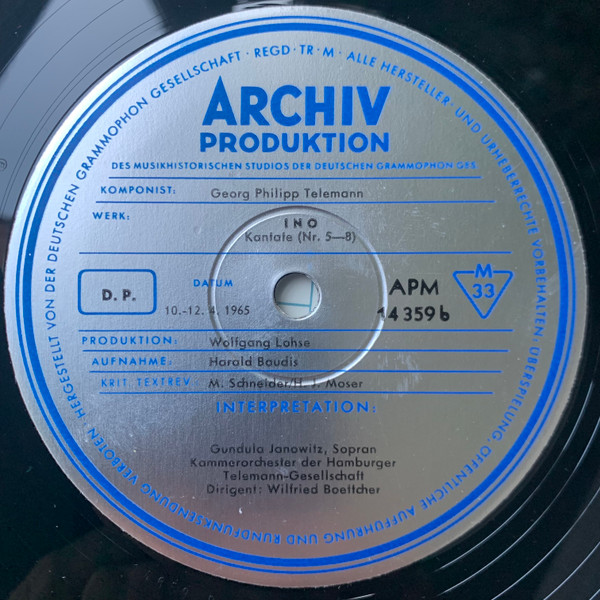 HERGESTELLT VON DER DEUTSCHEN GRAMMOPHON GESELLSCHAFT · REGD · TR · M · ALLE HERSTELLER- UND URHEBERRECHTE VORBEHALTEN · ÜBERSPIELUNG, ÖFFENTLICHE AUFFÜHRUNG UND RUNDFUNKSENDUNG VERBOTEN ·
ARCHIV
PRODUKTION
DES MUSIKHISTORISCHEN STUDIOS DER DEUTSCHEN GRAMMOPHON GES
KOMPONIST: Georg Philipp Telemann
WERK:
INO
Kantate (Nr. 5—8)
D. P.
DATUM
10.-12. 4. 1965
APM
14 359 b
M
33
PRODUKTION: Wolfgang Lohse
AUFNAHME: Harald Baudis
KRIT. TEXTREV. M. Schneider/H. J. Moser
INTERPRETATION:
Gundula Janowitz, Sopran
Kammerorchester der Hamburger
Telemann-Gesellschaft
Dirigent: Wilfried Boettcher